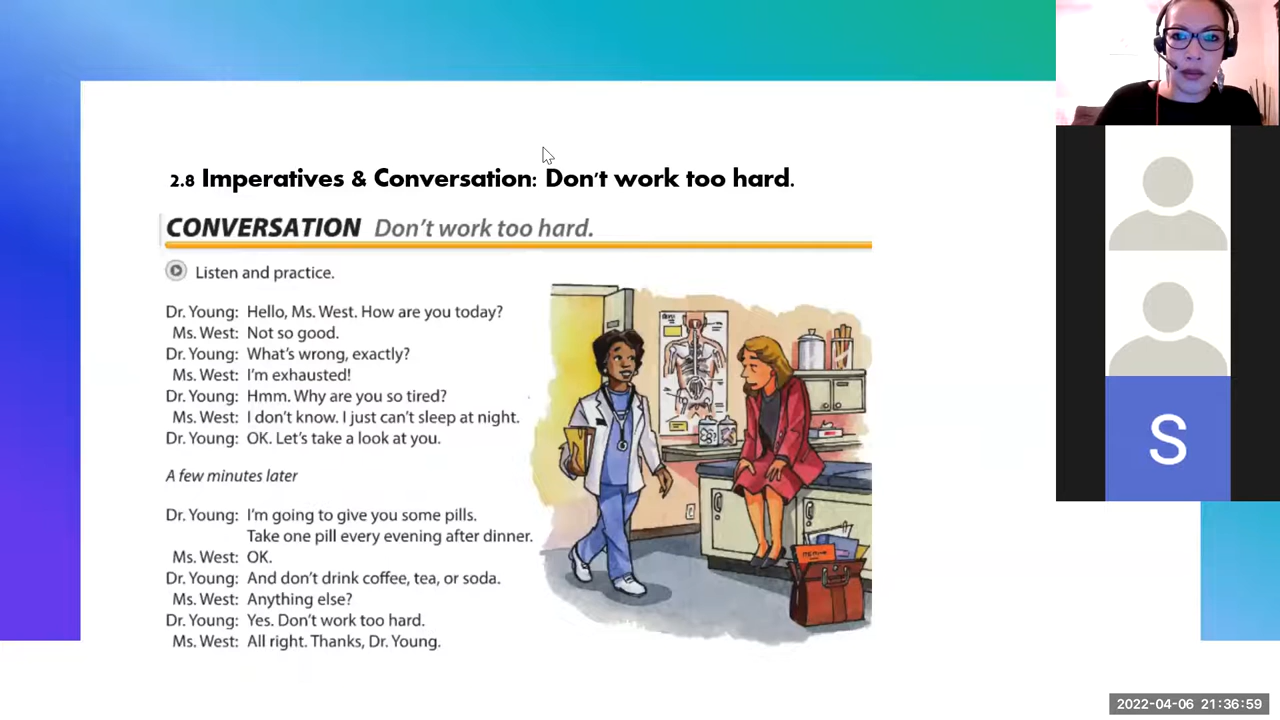 2.8 Imperatives & Conversation: Don't work too hard.
CONVERSATION Don't work too hard.
Listen and practice.
Dr. Young: Hello, Ms. West. How are you today?
Ms. West: Not so good.
Dr. Young: What's wrong, exactly?
Ms. West: I'm exhausted!
Dr. Young: Hmm. Why are you so tired?
Ms. West: I don't know. I just can't sleep at night.
Dr. Young: OK. Let's take a look at you.
A few minutes later
Dr. Young: I'm going to give you some pills.
Take one pill every evening after dinner.
Ms. West: OK.
Dr. Young: And don't drink coffee, tea, or soda.
Ms. West: Anything else?
Dr. Young: Yes. Don't work too hard.
Ms. West: All right. Thanks, Dr. Young.
S
2022-04-06 21:36:59